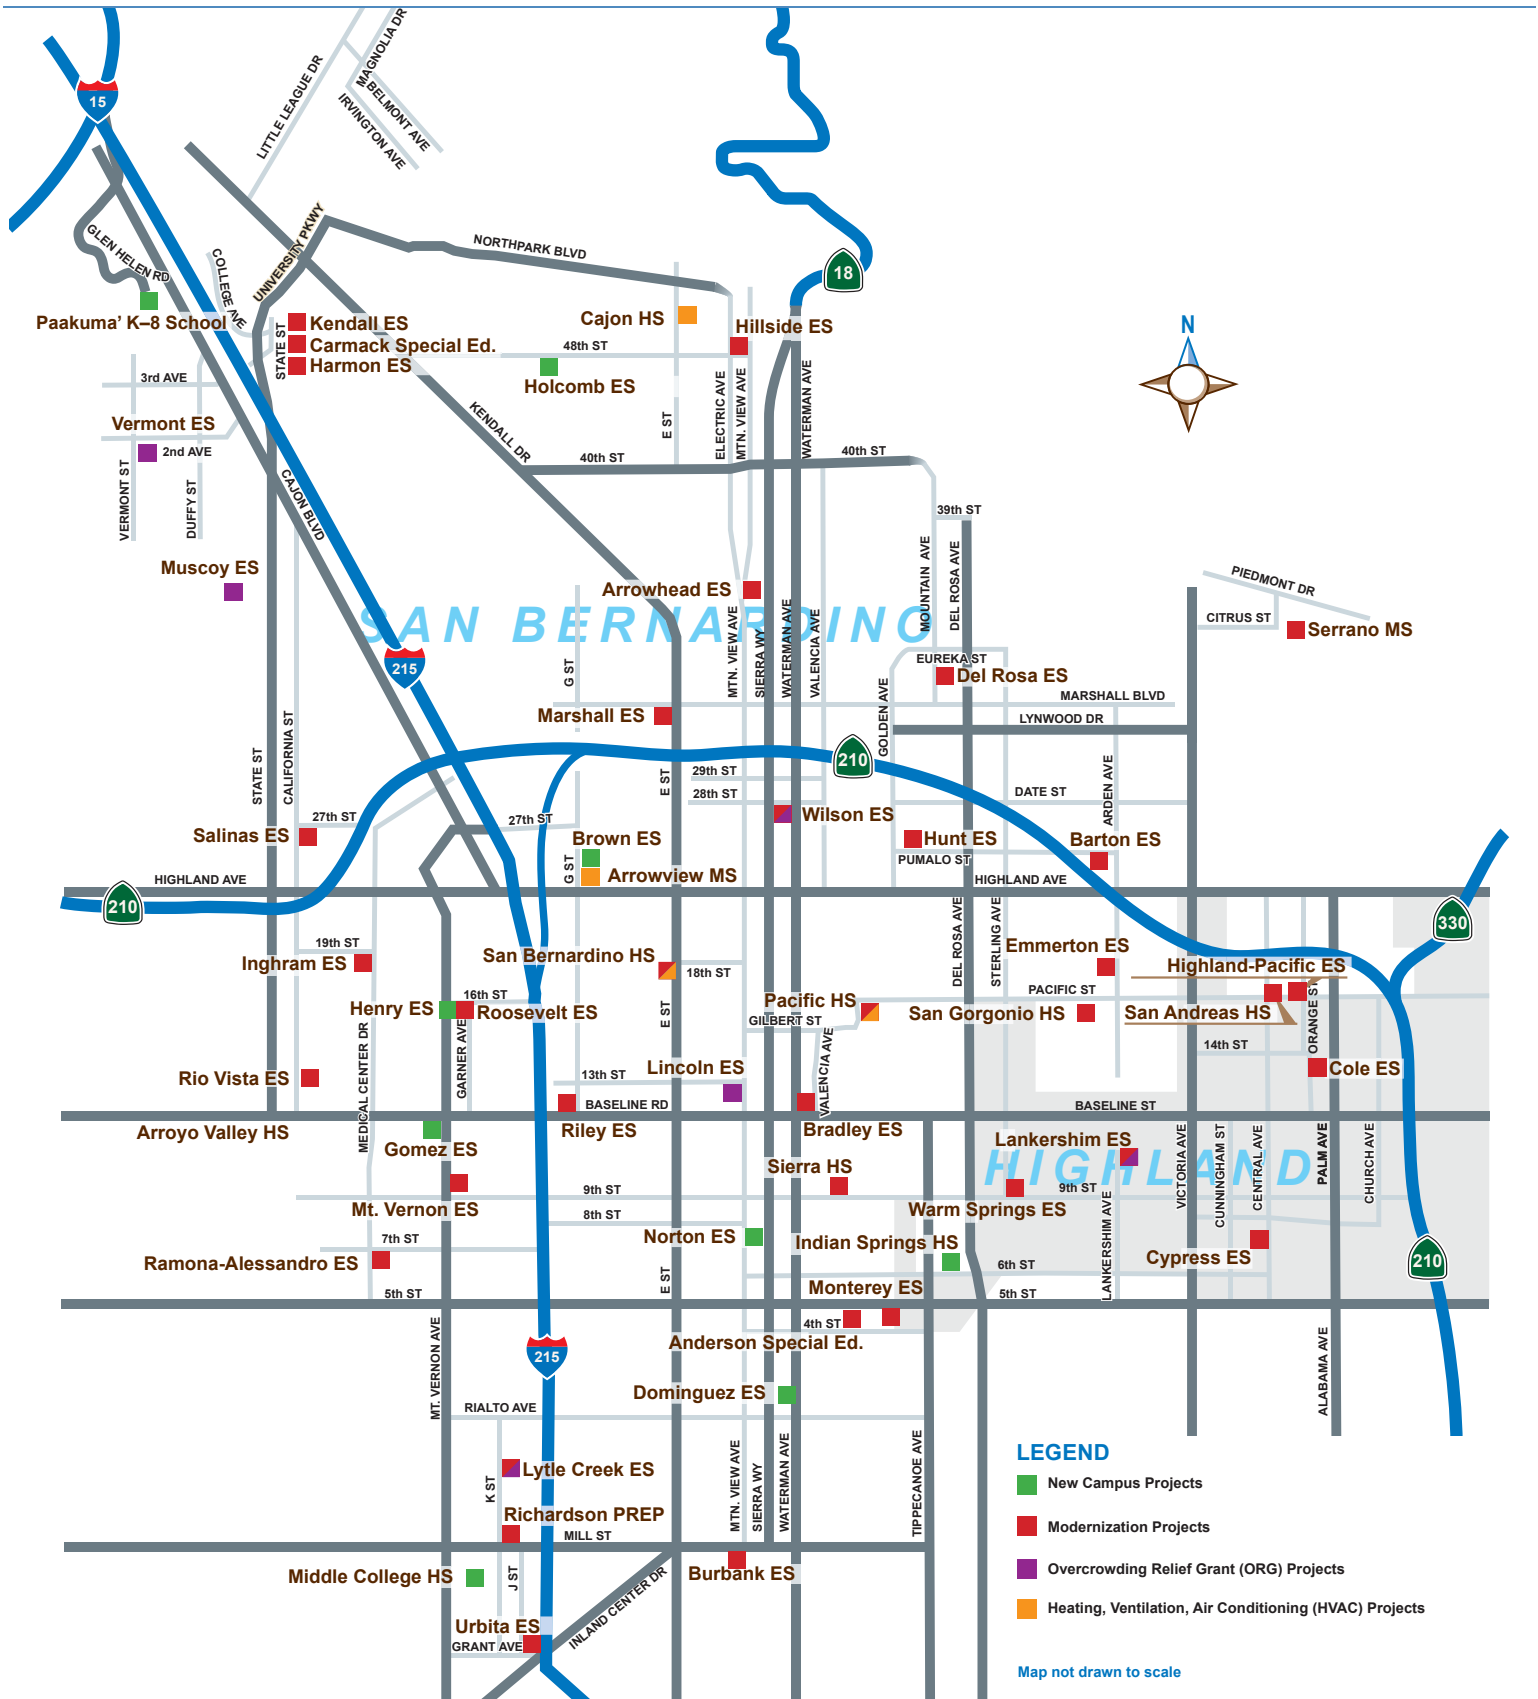 MAGNOLIA DR
LITTLE LEAGUE DR
BELMONT AVE
IRVINGTON AVE
15
UNIVERSITY PKWY
NORTHPARK BLVD
GLEN HELEN RD
COLLEGE AVE
18
Paakuma' K–8 School
STATE ST
Kendall ES
Carmack Special Ed.
Harmon ES
Cajon HS
Hillside ES
48th ST
Holcomb ES
N
3rd AVE
Vermont ES
2nd AVE
VERMONT ST
DUFFY ST
KENDALL DR
E ST
ELECTRIC AVE
MTN. VIEW AVE
WATERMAN AVE
40th ST
40th ST
CAJON BLVD
39th ST
MOUNTAIN AVE
DEL ROSA AVE
Muscoy ES
Arrowhead ES
PIEDMONT DR
CITRUS ST
Serrano MS
SAN BERNARDINO
215
G ST
MTN. VIEW AVE
SIERRA WY
WATERMAN AVE
VALENCIA AVE
EUREKA ST
Del Rosa ES
MARSHALL BLVD
GOLDEN AVE
LYNWOOD DR
Marshall ES
STATE ST
CALIFORNIA ST
210
E ST
29th ST
28th ST
DATE ST
ARDEN AVE
27th ST
27th ST
Salinas ES
Wilson ES
Brown ES
Hunt ES
Barton ES
PUMALO ST
G ST
Arrowview MS
HIGHLAND AVE
HIGHLAND AVE
210
330
19th ST
Inghram ES
San Bernardino HS
18th ST
DEL ROSA AVE
STERLING AVE
Emmerton ES
Highland-Pacific ES
16th ST
Henry ES
Roosevelt ES
E ST
Pacific HS
GILBERT ST
PACIFIC ST
San Gorgonio HS
San Andreas HS
ORANGE ST
14th ST
MEDICAL CENTER DR
GARNER AVE
VALENCIA AVE
Rio Vista ES
13th ST
Lincoln ES
Cole ES
BASELINE RD
BASELINE ST
Arroyo Valley HS
Riley ES
Bradley ES
Gomez ES
Lankershim ES
HIGHLAND
VICTORIA AVE
CUNNINGHAM ST
CENTRAL AVE
PALM AVE
CHURCH AVE
Sierra HS
9th ST
9th ST
Mt. Vernon ES
Warm Springs ES
8th ST
7th ST
Norton ES
Indian Springs HS
Cypress ES
Ramona-Alessandro ES
6th ST
LANKERSHIM AVE
210
E ST
Monterey ES
5th ST
5th ST
4th ST
Anderson Special Ed.
215
MT. VERNON AVE
ALABAMA AVE
Dominguez ES
RIALTO AVE
MTN. VIEW AVE
SIERRA WY
WATERMAN AVE
TIPPECANOE AVE
K ST
Lytle Creek ES
Richardson PREP
MILL ST
Middle College HS
J ST
Burbank ES
INLAND CENTER DR
Urbita ES
GRANT AVE
LEGEND
New Campus Projects
Modernization Projects
Overcrowding Relief Grant (ORG) Projects
Heating, Ventilation, Air Conditioning (HVAC) Projects
Map not drawn to scale